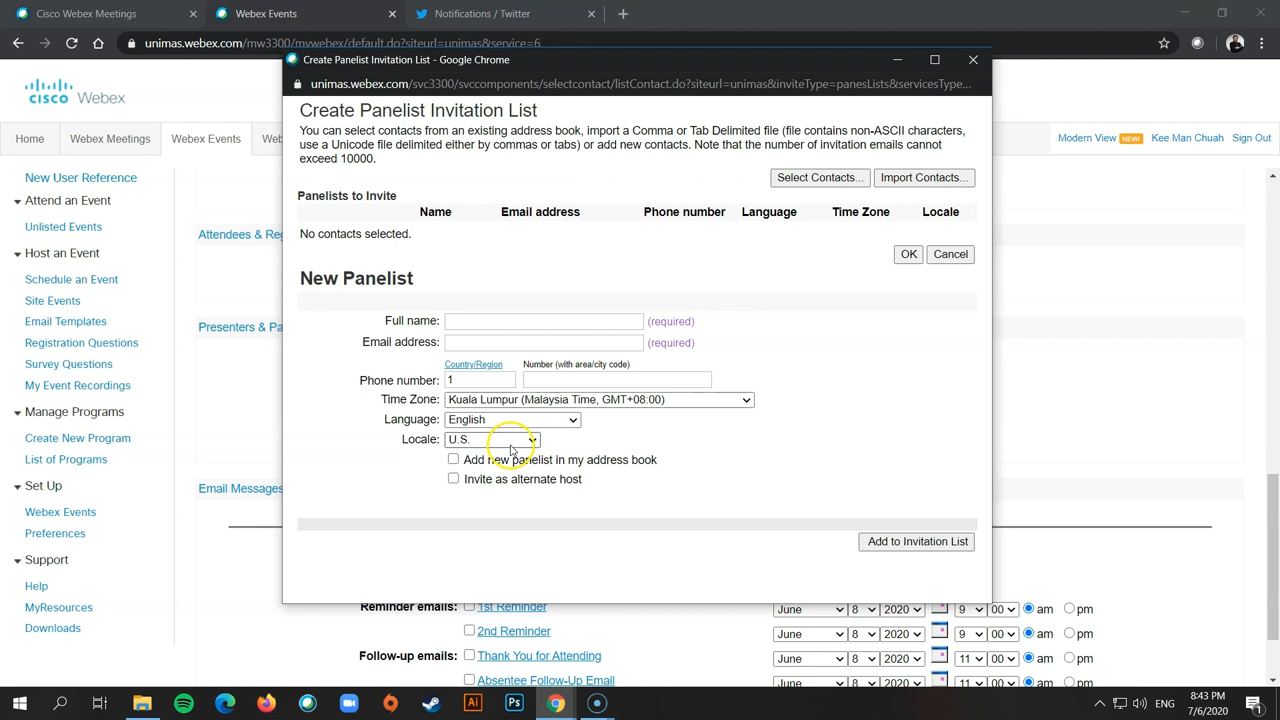 Cisco Webex Meetings
Webex Events
Notifications / Twitter
unimas.webex.com/mw3300/mywebex/default.do?siteurl=unimas&service=6
Create Panelist Invitation List - Google Chrome
unimas.webex.com/svc3300/svccomponents/selectcontact/listContact.do?siteurl=unimas&inviteType=panesLists&servicesType...
CISCO Webex
Home
Webex Meetings
Webex Events
Modern View NEW!
Kee Man Chuah
Sign Out
New User Reference
Attend an Event
Unlisted Events
Host an Event
Schedule an Event
Site Events
Email Templates
Registration Questions
Survey Questions
My Event Recordings
Manage Programs
Create New Program
List of Programs
Set Up
Webex Events
Preferences
Support
Help
MyResources
Downloads
Attendees &
Presenters &
Email Messages
Create Panelist Invitation List
You can select contacts from an existing address book, import a Comma or Tab Delimited file (file contains non-ASCII characters,
use a Unicode file delimited either by commas or tabs) or add new contacts. Note that the number of invitation emails cannot
exceed 10000.
Select Contacts...
Import Contacts...
Panelists to Invite
Name Email address Phone number Language Time Zone Locale
No contacts selected.
OK
Cancel
New Panelist
Full name: (required)
Email address: (required)
Country/Region Number (with area/city code)
Phone number: 1
Time Zone: Kuala Lumpur (Malaysia Time, GMT+08:00)
Language: English
Locale: U.S.
Add new panelist in my address book
Invite as alternate host
Add to Invitation List
Reminder emails: 1st Reminder June 8 2020 9 00 am pm
2nd Reminder June 8 2020 9 00 am pm
Follow-up emails: Thank You for Attending June 8 2020 11 00 am pm
Absentee Follow-Up Email June 8 2020 11 00 am pm
Ai
Ps
ENG
8:43 PM
7/6/2020
1